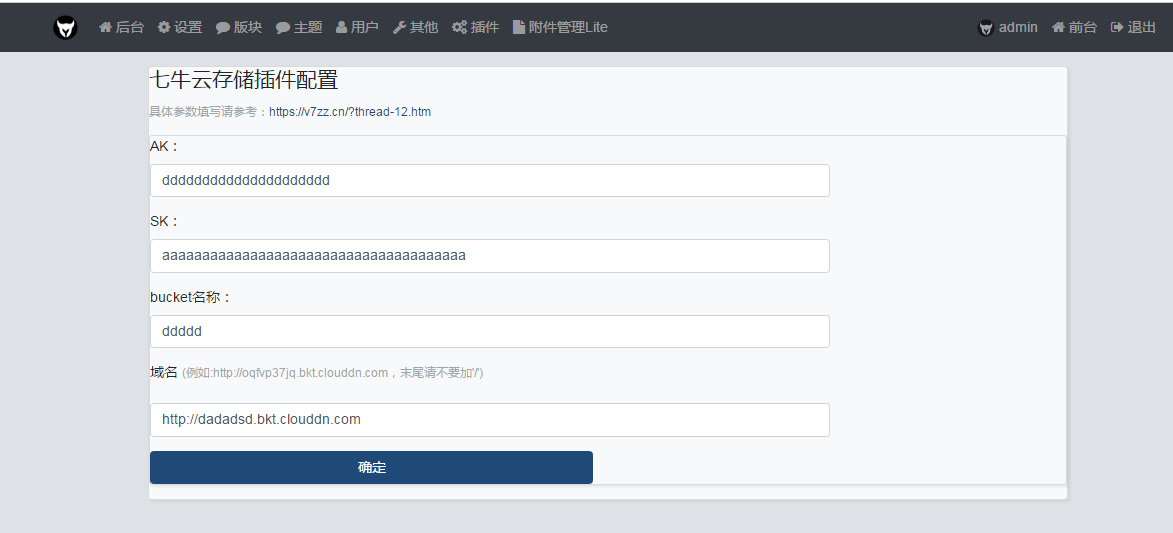 后台 设置 版块 主题 用户 其他 插件 附件管理Lite admin 前台 退出
七牛云存储插件配置
具体参数填写请参考：https://v7zz.cn/?thread-12.htm
AK：
ddddddddddddddddddddd
SK：
aaaaaaaaaaaaaaaaaaaaaaaaaaaaaaaaaaaaaa
bucket名称：
ddddd
域名 (例如:http://oqfvp37jq.bkt.clouddn.com，末尾请不要加'/')
http://dadadsd.bkt.clouddn.com
确定